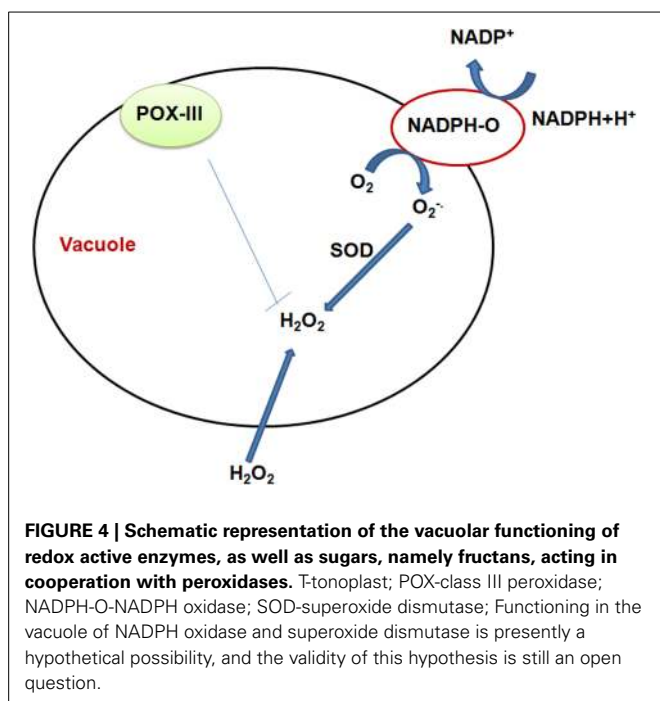 NADP⁺
POX-III
NADPH-O
NADPH+H⁺
O₂
O₂⁻·
Vacuole
SOD
H₂O₂
H₂O₂
FIGURE 4 | Schematic representation of the vacuolar functioning of
redox active enzymes, as well as sugars, namely fructans, acting in
cooperation with peroxidases. T-tonoplast; POX-class III peroxidase;
NADPH-O-NADPH oxidase; SOD-superoxide dismutase; Functioning in the
vacuole of NADPH oxidase and superoxide dismutase is presently a
hypothetical possibility, and the validity of this hypothesis is still an open
question.